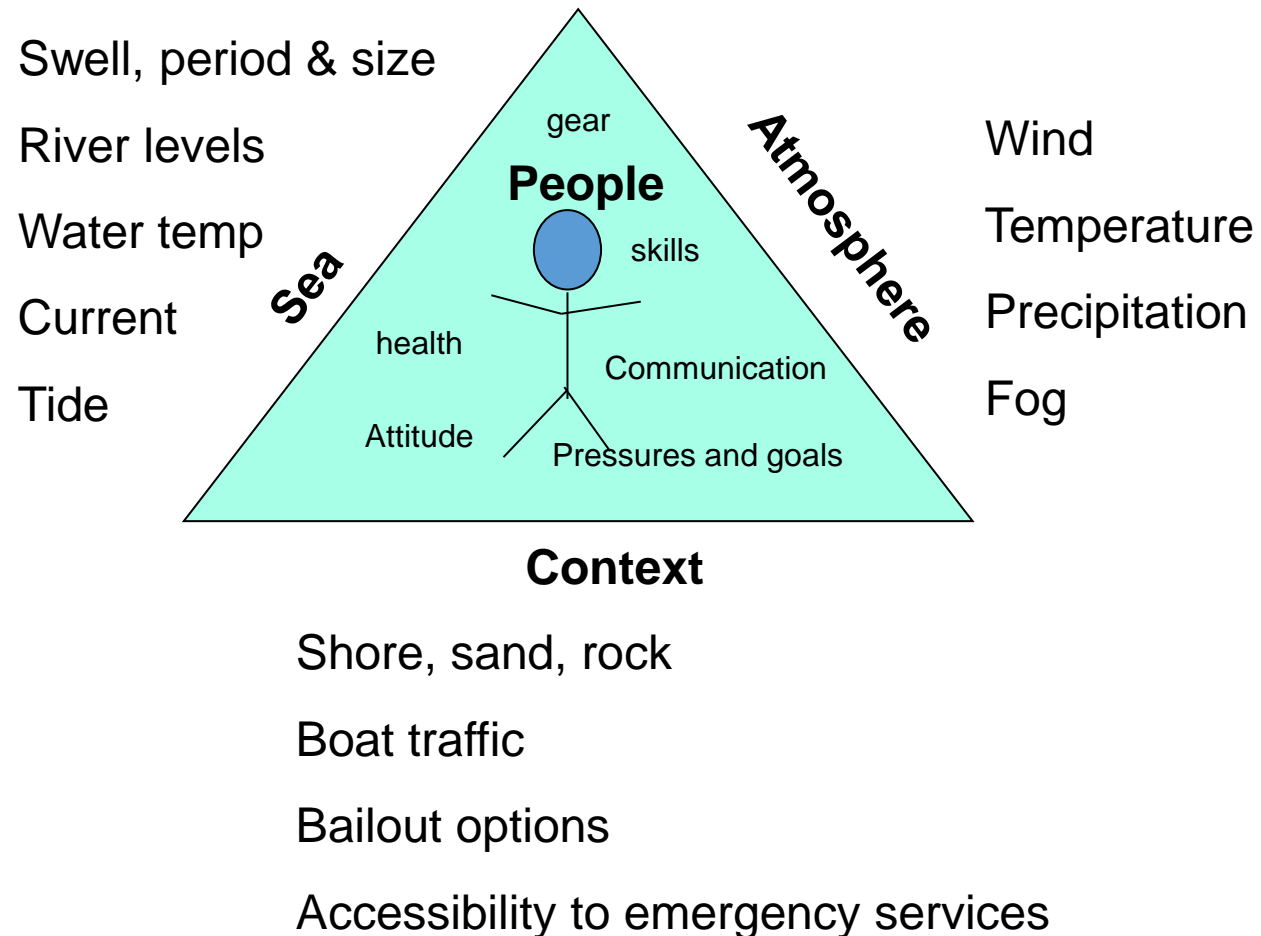 Swell, period & size
River levels
Water temp
Current
Tide
Sea
gear
People
skills
health
Communication
Attitude
Pressures and goals
Atmosphere
Wind
Temperature
Precipitation
Fog
Context
Shore, sand, rock
Boat traffic
Bailout options
Accessibility to emergency services